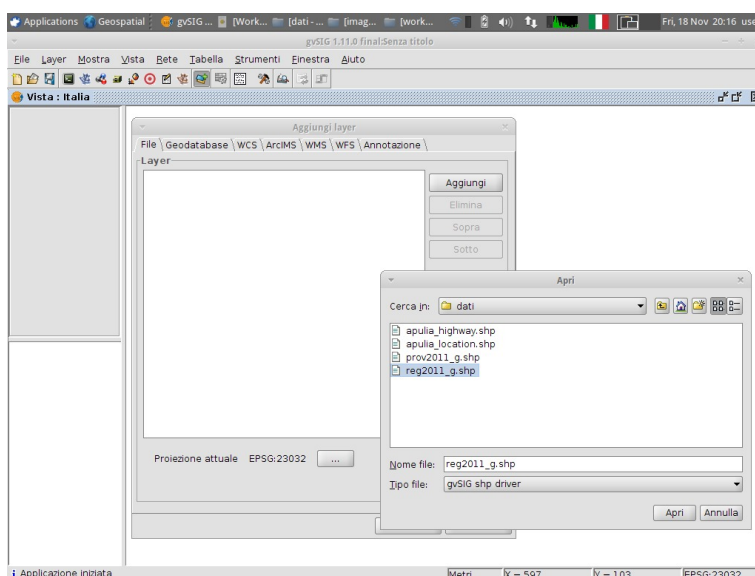 Applications Geospatial gvSIG ... [Work... [dati - ... [imag... [work... Fri, 18 Nov 20:16 use
gvSIG 1.11.0 final:Senza titolo
File Layer Mostra Vista Rete Tabella Strumenti Finestra Aiuto
Vista : Italia
Aggiungi layer
File Geodatabase WCS ArcIMS WMS WFS Annotazione
Layer
Aggiungi
Elimina
Sopra
Sotto
Apri
Cerca in: dati
apulia_highway.shp
apulia_location.shp
prov2011_g.shp
reg2011_g.shp
Proiezione attuale EPSG:23032 ...
Nome file: reg2011_g.shp
Tipo file: gvSIG shp driver
Apri Annulla
Applicazione iniziata Metri X = 597 Y = 103 EPSG:23032